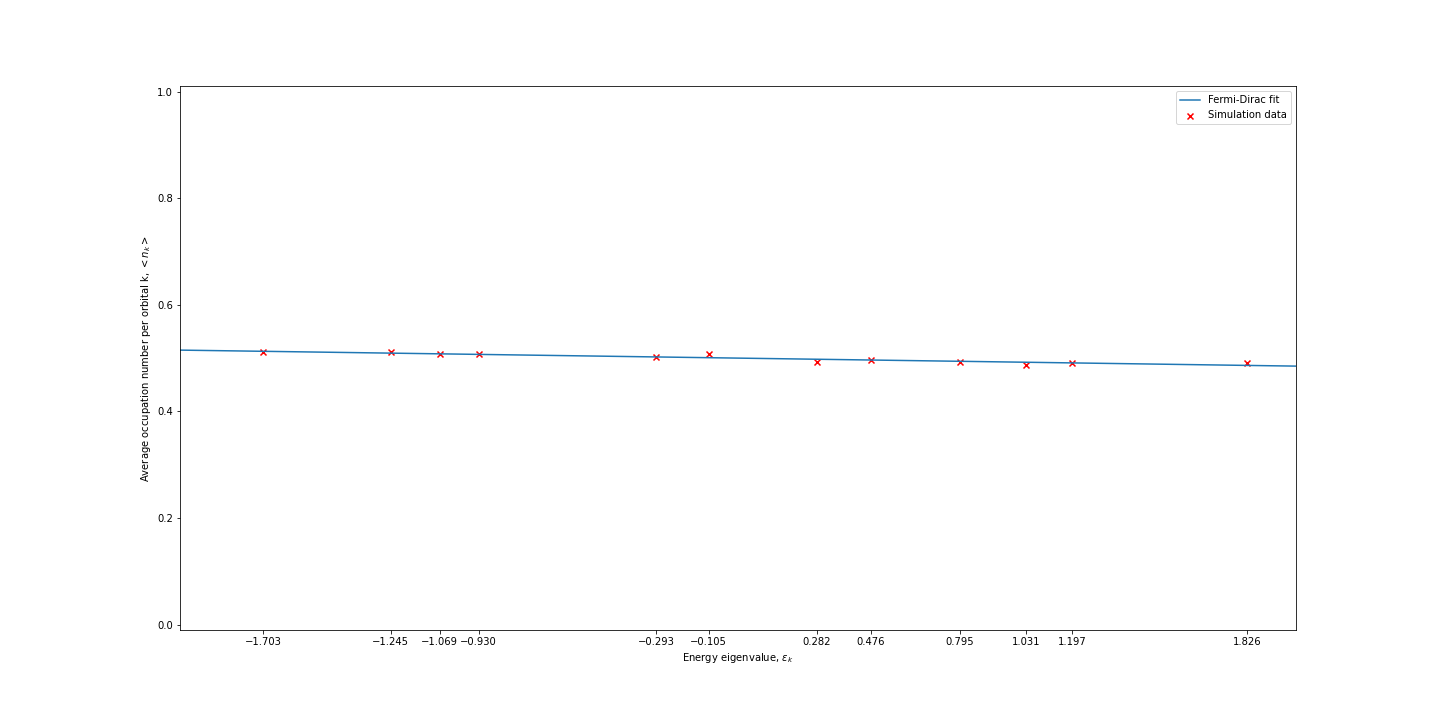 Fermi-Dirac fit
Simulation data
1.0
0.8
0.6
0.4
0.2
0.0
Average occupation number per orbital k, < n_k >
−1.703 −1.245 −1.069 −0.930 −0.293 −0.105 0.282 0.476 0.795 1.031 1.197 1.826
Energy eigenvalue, ε_k